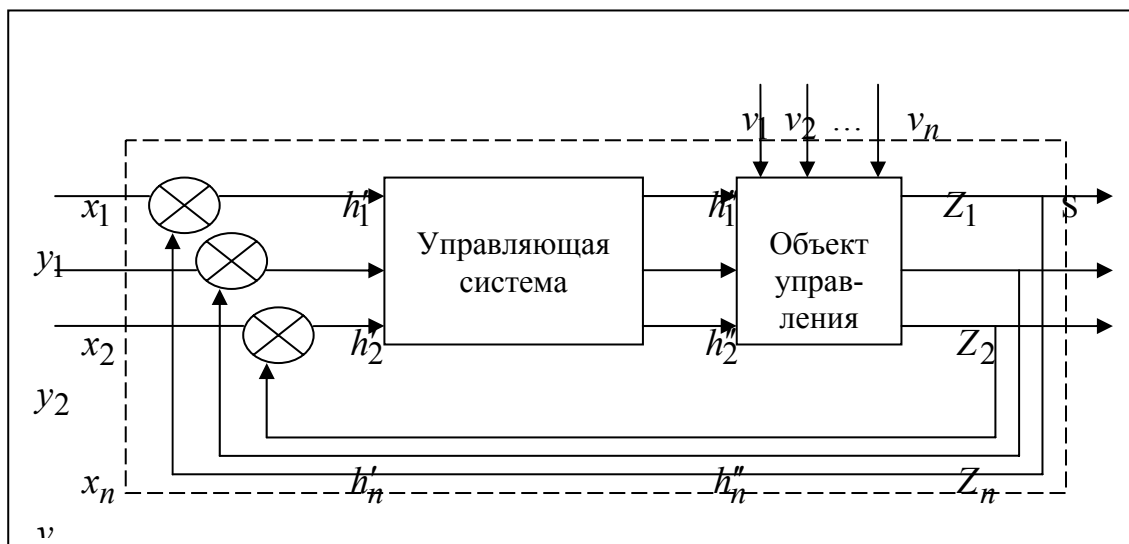 v₁ v₂ … vₙ
x₁ h′₁ h″₁ Z₁ s
Управляющая
система
Объект
управ-
ления
y₁
x₂ h′₂ h″₂ Z₂
y₂
xₙ h′ₙ h″ₙ Zₙ